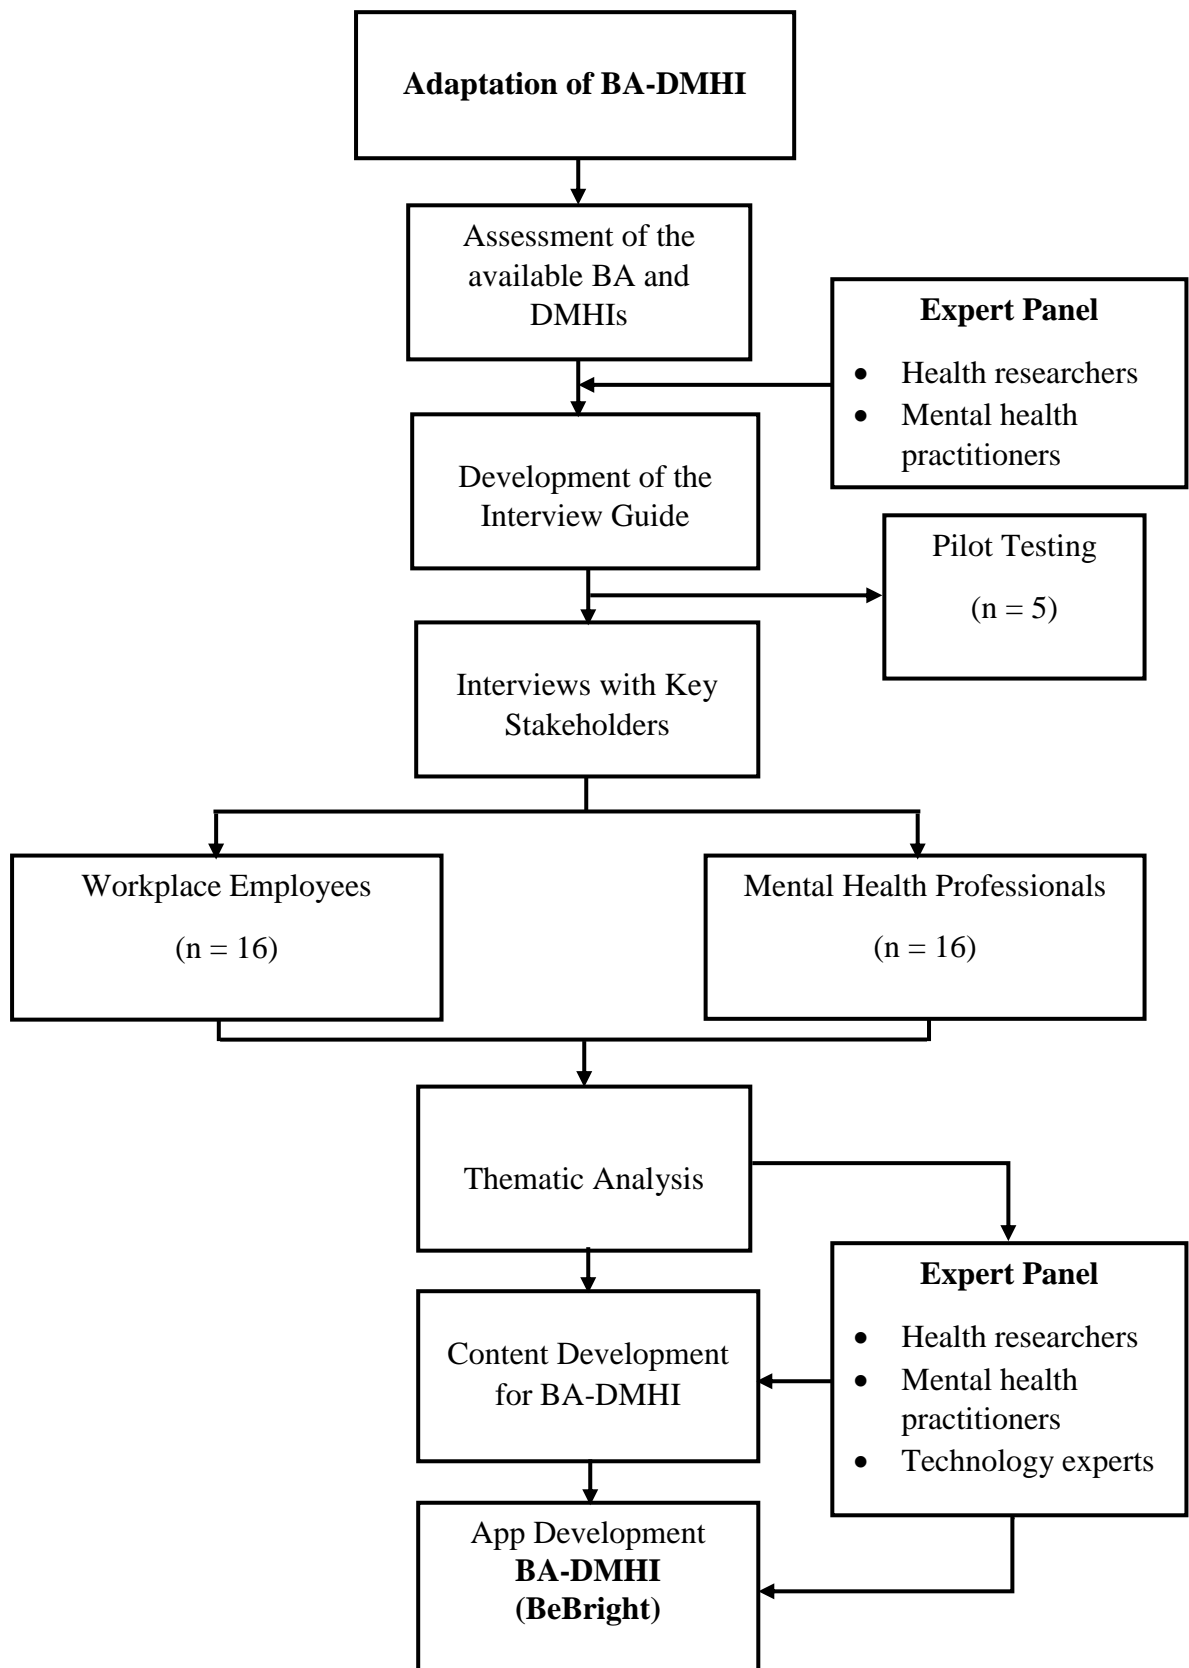 Adaptation of BA-DMHI
Assessment of the
available BA and
DMHIs
Expert Panel
• Health researchers
• Mental health
practitioners
Development of the
Interview Guide
Pilot Testing
(n = 5)
Interviews with Key
Stakeholders
Workplace Employees
(n = 16)
Mental Health Professionals
(n = 16)
Thematic Analysis
Expert Panel
• Health researchers
• Mental health
practitioners
• Technology experts
Content Development
for BA-DMHI
App Development
BA-DMHI
(BeBright)